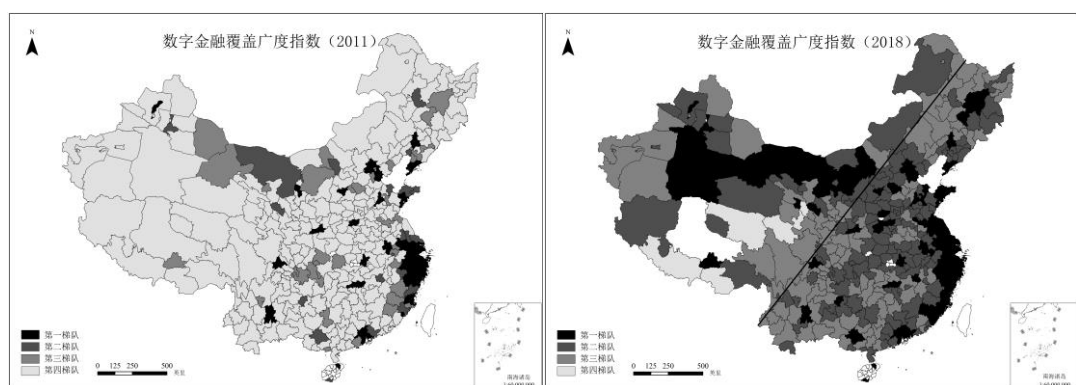 N
数字金融覆盖广度指数（2011）
第一梯队
第二梯队
第三梯队
第四梯队
0 125 250 500
南海诸岛
N
数字金融覆盖广度指数（2018）
第一梯队
第二梯队
第三梯队
第四梯队
0 125 250 500
南海诸岛